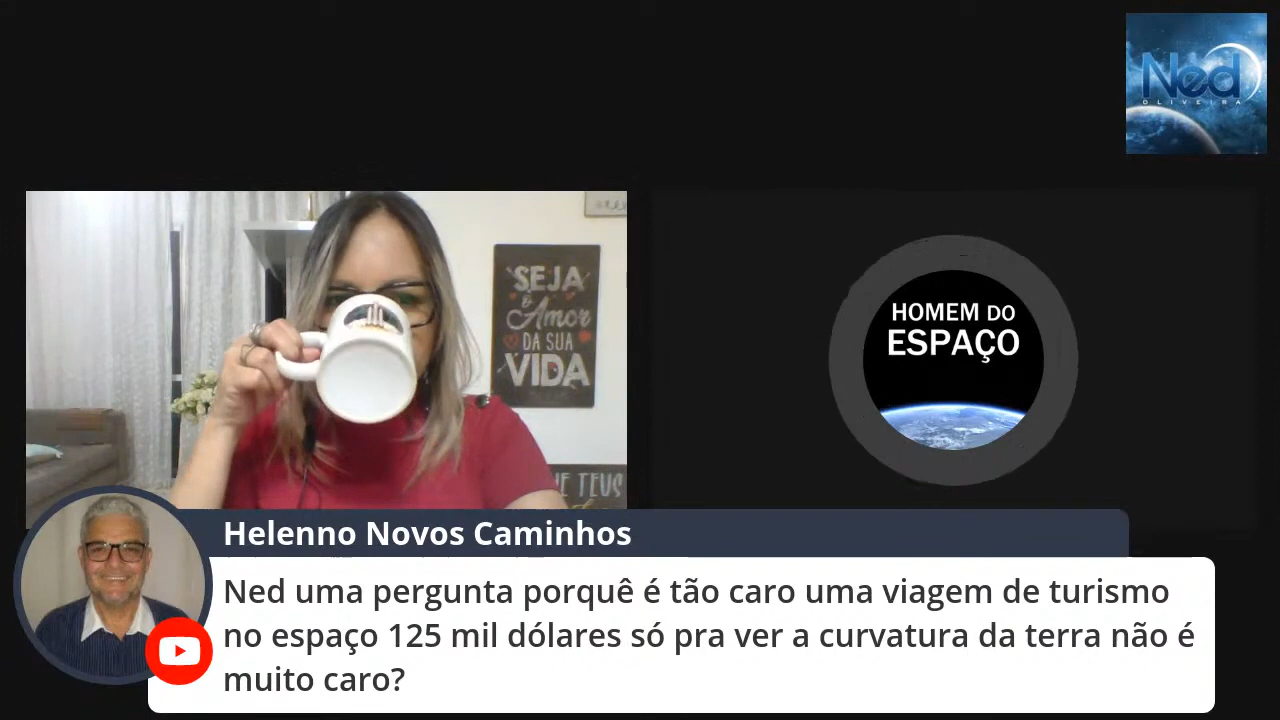 Ned
OLIVEIRA
SEJA
o Amor
DA SUA
VIDA
HOMEM DO
ESPAÇO
TEUS
Helenno Novos Caminhos
Ned uma pergunta porquê é tão caro uma viagem de turismo
no espaço 125 mil dólares só pra ver a curvatura da terra não é
muito caro?